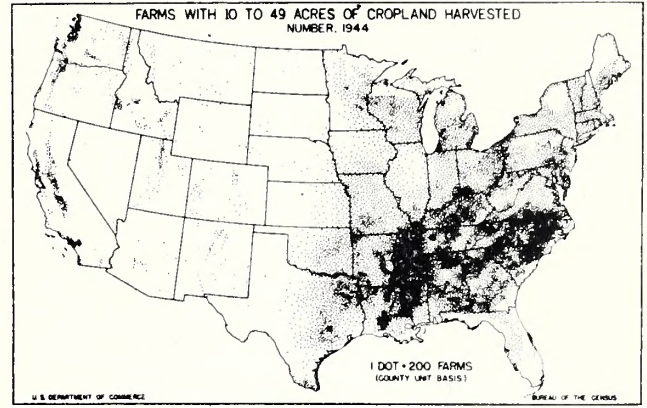 FARMS WITH 10 TO 49 ACRES OF CROPLAND HARVESTED
NUMBER, 1944
1 DOT = 200 FARMS
(COUNTY UNIT BASIS)
U. S. DEPARTMENT OF COMMERCE
BUREAU OF THE CENSUS